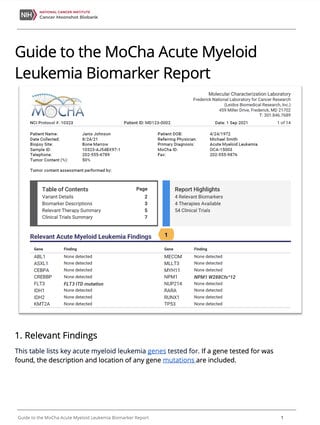 NIH
NATIONAL CANCER INSTITUTE
Cancer Moonshot Biobank
Guide to the MoCha Acute Myeloid
Leukemia Biomarker Report
MOCHA
Molecular Characterization Laboratory
Frederick National Laboratory for Cancer Research
(Leidos Biomedical Research, Inc.)
459 Miller Drive, Frederick, MD 21702
T: 301.846.7689
NCI Protocol #: 10323 Patient ID: MB123-0002 Date: 1 Sep 2021 1 of 14
Patient Name: Jane Johnson Patient DOB: 4/24/1972
Date Collected: 8/24/21 Referring Physician: Michael Smith
Biopsy Site: Bone Marrow Primary Diagnosis: Acute Myeloid Leukemia
Sample ID MoCha ID: DCA-15002
Telephone: 202-555-6789 Fax: 202-555-9876
Tumor Content (%): 50%
Tumor content assessment performed by:
Table of Contents Page
Variant Details 2
Biomarker Descriptions 3
Relevant Therapy Summary 5
Clinical Trials Summary 7
Report Highlights
4 Relevant Biomarkers
4 Therapies Available
54 Clinical Trials
Relevant Acute Myeloid Leukemia Findings 1
Gene Finding Gene Finding
ABL1 None detected MECOM None detected
ASXL1 None detected MLLT3 None detected
CEBPA None detected MYH11 None detected
CREBBP None detected NPM1 NPM1 W288Cfs*12
FLT3 FLT3 ITD mutation NUP214 None detected
IDH1 None detected RARA None detected
IDH2 None detected RUNX1 None detected
KMT2A None detected TP53 None detected
1. Relevant Findings
This table lists key acute myeloid leukemia genes tested for. If a gene tested for was
found, the description and location of any gene mutations are included.
Guide to the MoCha Acute Myeloid Leukemia Biomarker Report 1